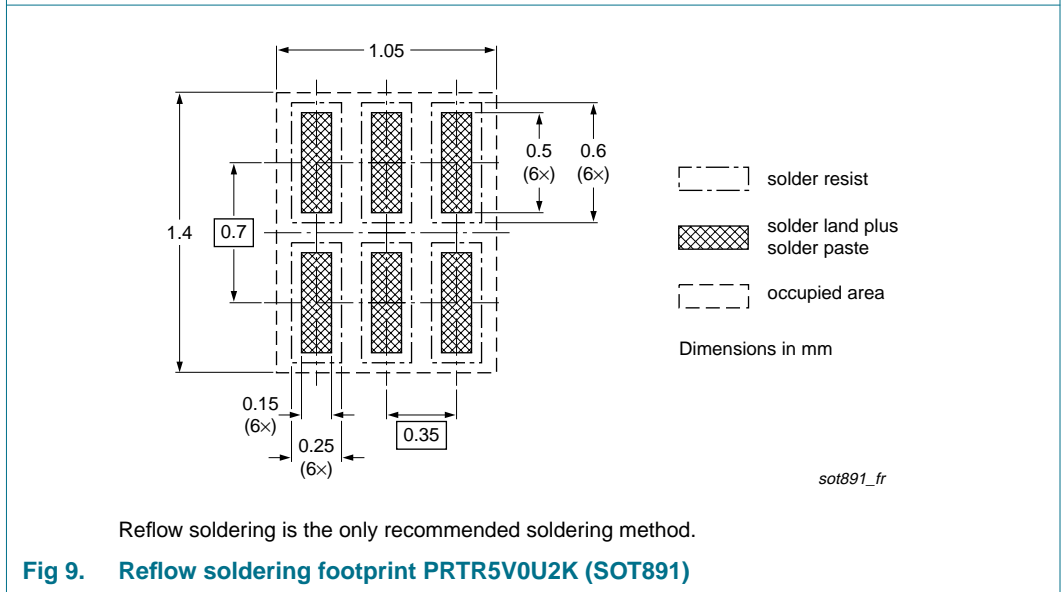 1.05
0.5
(6×)
0.6
(6×)
1.4
0.7
solder resist
solder land plus
solder paste
occupied area
Dimensions in mm
0.15
(6×)
0.25
(6×)
0.35
sot891_fr
Reflow soldering is the only recommended soldering method.
Fig 9. Reflow soldering footprint PRTR5V0U2K (SOT891)